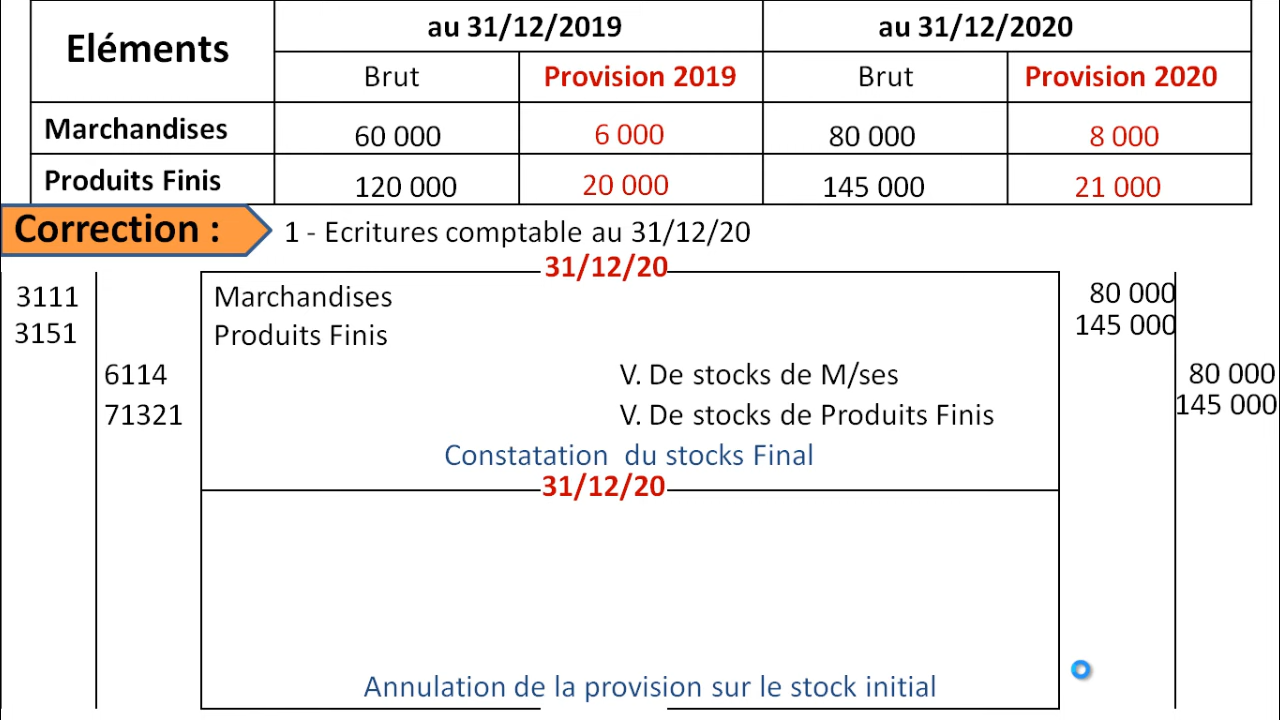 Eléments au 31/12/2019 au 31/12/2020
Brut Provision 2019 Brut Provision 2020
Marchandises 60 000 6 000 80 000 8 000
Produits Finis 120 000 20 000 145 000 21 000
Correction : 1 - Ecritures comptable au 31/12/20
31/12/20
3111 Marchandises 80 000
3151 Produits Finis 145 000
6114 V. De stocks de M/ses 80 000
71321 V. De stocks de Produits Finis 145 000
Constatation du stocks Final
31/12/20
Annulation de la provision sur le stock initial